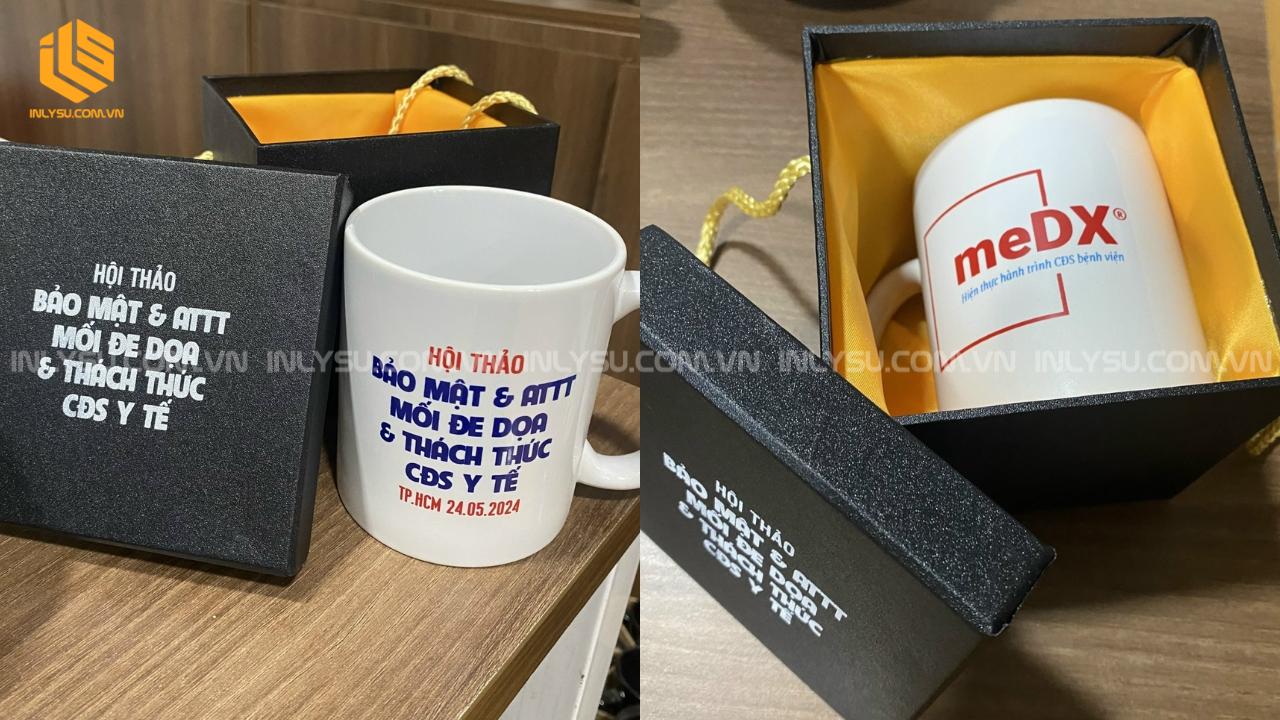 INLYSU.COM.VN
HỘI THẢO
BẢO MẬT & ATTT
MỐI ĐE DỌA
& THÁCH THỨC
CĐS Y TẾ
HỘI THẢO
BẢO MẬT & ATTT
MỐI ĐE DỌA
& THÁCH THỨC
CĐS Y TẾ
TP.HCM 24.05.2024
meDX®
Hiện thực hành trình CĐS bệnh viện
HỘI THẢO
BẢO MẬT & ATTT
MỐI ĐE DỌA
& THÁCH THỨC
CĐS Y TẾ
INLYSU.COM.VN INLYSU.COM.VN INLYSU.COM.VN INLYSU.COM.VN INLYSU.COM.VN